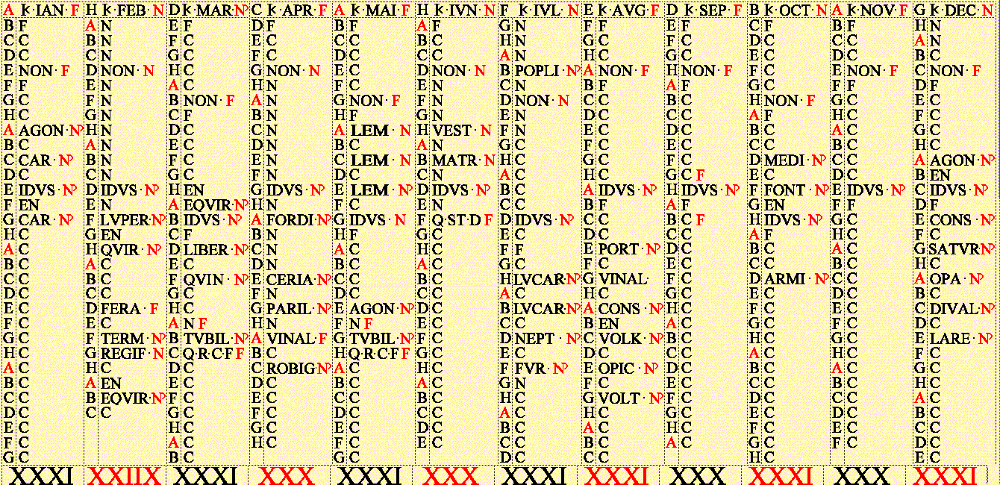 A K·IAN·F H K·FEB·N D K·MAR·NP C K·APR·F A K·MAI·F H K·IVN·N F K·IVL·N E K·AVG·F D K·SEP·F B K·OCT·N A K·NOV·F G K·DEC·N
B F A N E F D F B F A F G N F F E F C F B F H N
C C B N F C E C C C B C H N G C F C D C C C A N
D C C N G C F C D C C C A N H C G C E C D C B C
E NON·F D NON·N H C G NON·N E C D NON·N B POPLI·NP A NON·F H NON·F F C E NON·F C NON·F
F F E N A C H N F C E N C N B F A F G C F F D F
G C F N B NON·F A N G NON·F F N D NON·N C C B C H NON·F G C E C
H C G N C F B N H F G N E N D C C C A F H C F C
A AGON·NP H N D C C N A LEM·N H VEST·N F N E C D C B C A C G C
B C A N E C D N B C A N G C F C E C C C B C H C
C CAR·NP B N F C E N C LEM·N B MATR·N H C G C F C D MEDI·NP C C A AGON·NP
D C C N G C F N D C C N A C H C G C F E C D C B EN
E IDVS·NP D IDVS·NP H EN G IDVS·NP E LEM·NP D IDVS·NP B C A IDVS·NP H IDVS·NP F FONT·NP E IDVS·NP C IDVS·NP
F EN E N A EQVIR·NP H N F C E N C C B F A F G EN F F D F
G CAR·NP F LVPER·NP B IDVS·NP A FORDI·NP G IDVS·N F Q·ST·D F D IDVS·NP C C B C F H IDVS·NP G C E CONS·NP
H C G EN C F B N H F G C E C D C C C A F H C F C
A C H QVIR·NP D LIBER·NP C N A C H C F F E PORT·NP D C B C A C G SATVR·NP
B C A C E C D N B C A C G C F C E C C C B C H C
C C B C F QVIN·NP E CERIA·NP C C B C H LVCAR·NP G VINAL· F C D ARMI·NP C C A OPA·NP
D C C C G C F N D C C C A C H C G C E C D C B C
E C D FERA·F H C G PARIL·NP E AGON·NP D C B LVCAR·NP A CONS·NP H C F C E C C DIVAL·NP
F C E C A N F H N F N F E C C C B EN A C G C F C D C
G C F TERM·NP B TVBIL·NP A VINAL·F G TVBIL·NP F C D NEPT·NP C VOLK·NP B C H C G C E LARE·NP
H C G REGIF·N C Q·R·C·F F B C H Q·R·C·F F G C E C D C C C A C H C F C
A C H C D C C ROBIG·NP A C H C F FVR·NP E OPIC·NP D C B C A C G C
B C A EN E C D C B C A C G N F C E C C C B C H C
C C B EQVIR·NP F C E C C C B C H C G VOLT·NP F C D C C C A C
D C C C G C F C D C C C A C H C G C E C D C B C
E C H C G C E C D C B C A C H C F C E C C C
F C A C H C F C E C C C B C A C G C F C D C
G C B C G C D C C C H C E C
XXXI XXIIX XXXI XXX XXXI XXX XXXI XXXI XXX XXXI XXX XXXI